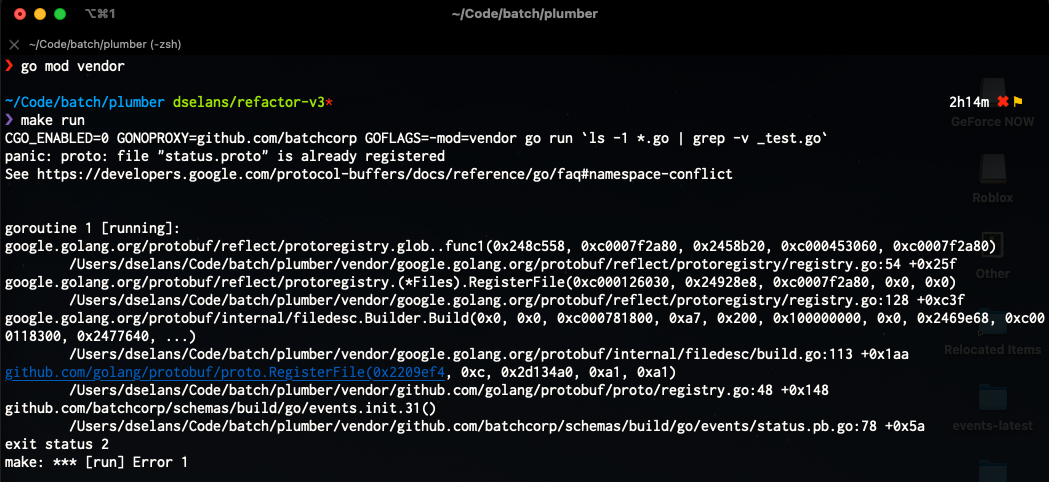 ⌥⌘1
~/Code/batch/plumber
~/Code/batch/plumber (-zsh)
❯ go mod vendor
~/Code/batch/plumber dselans/refactor-v3*
2h14m ✖ ⚑
❯ make run
CGO_ENABLED=0 GONOPROXY=github.com/batchcorp GOFLAGS=-mod=vendor go run `ls -1 *.go | grep -v _test.go`
panic: proto: file "status.proto" is already registered
See https://developers.google.com/protocol-buffers/docs/reference/go/faq#namespace-conflict
goroutine 1 [running]:
google.golang.org/protobuf/reflect/protoregistry.glob..func1(0x248c558, 0xc0007f2a80, 0x2458b20, 0xc000453060, 0xc0007f2a80)
/Users/dselans/Code/batch/plumber/vendor/google.golang.org/protobuf/reflect/protoregistry/registry.go:54 +0x25f
google.golang.org/protobuf/reflect/protoregistry.(*Files).RegisterFile(0xc000126030, 0x24928e8, 0xc0007f2a80, 0x0, 0x0)
/Users/dselans/Code/batch/plumber/vendor/google.golang.org/protobuf/reflect/protoregistry/registry.go:128 +0xc3f
google.golang.org/protobuf/internal/filedesc.Builder.Build(0x0, 0x0, 0xc000781800, 0xa7, 0x200, 0x100000000, 0x0, 0x2469e68, 0xc00
0118300, 0x2477640, ...)
/Users/dselans/Code/batch/plumber/vendor/google.golang.org/protobuf/internal/filedesc/build.go:113 +0x1aa
github.com/golang/protobuf/proto.RegisterFile(0x2209ef4, 0xc, 0x2d134a0, 0xa1, 0xa1)
/Users/dselans/Code/batch/plumber/vendor/github.com/golang/protobuf/proto/registry.go:48 +0x148
github.com/batchcorp/schemas/build/go/events.init.31()
/Users/dselans/Code/batch/plumber/vendor/github.com/batchcorp/schemas/build/go/events/status.pb.go:78 +0x5a
exit status 2
make: *** [run] Error 1
GeForce NOW
Roblox
Other
Relocated Items
events-latest